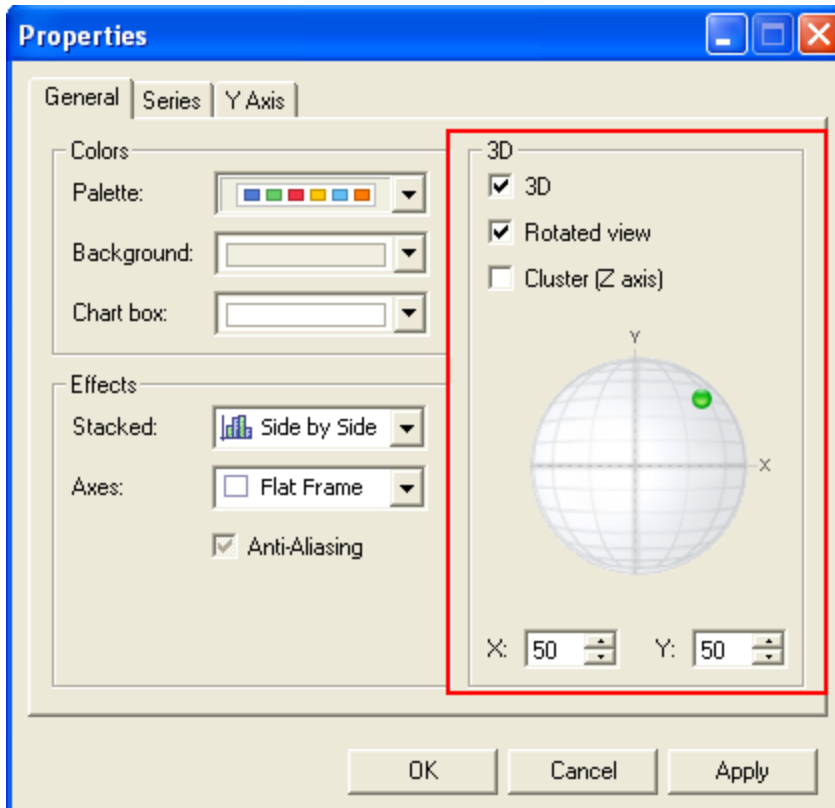 Properties
General Series Y Axis
Colors
Palette:
Background:
Chart box:
Effects
Stacked: Side by Side
Axes: Flat Frame
Anti-Aliasing
3D
3D
Rotated view
Cluster (Z axis)
Y
X
X: 50 Y: 50
OK Cancel Apply